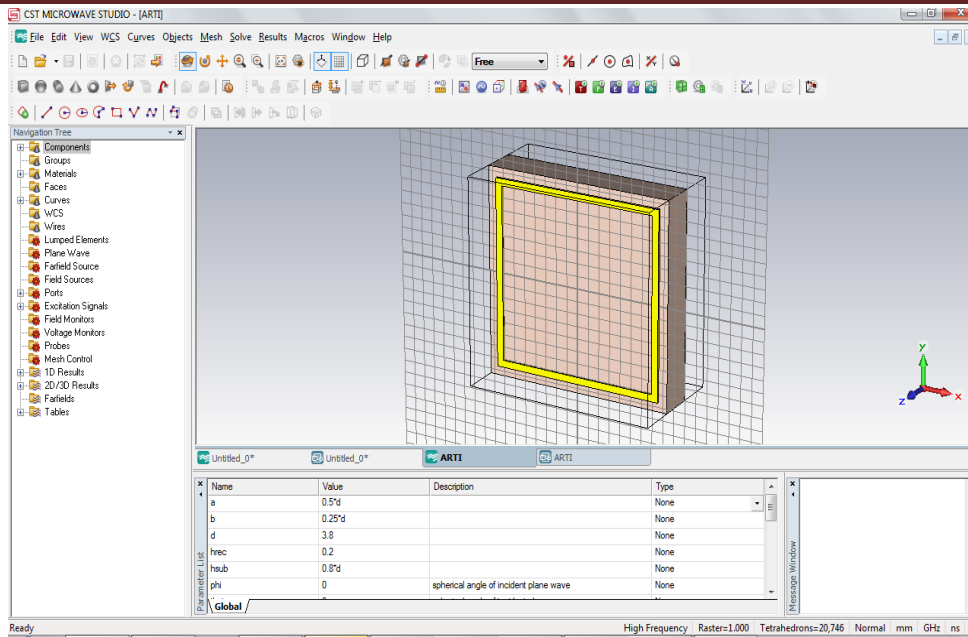 CST MICROWAVE STUDIO - [ARTI]
File Edit View WCS Curves Objects Mesh Solve Results Macros Window Help
Free
Navigation Tree
Components
Groups
Materials
Faces
Curves
WCS
Wires
Lumped Elements
Plane Wave
Farfield Source
Field Sources
Ports
Excitation Signals
Field Monitors
Voltage Monitors
Probes
Mesh Control
1D Results
2D/3D Results
Farfields
Tables
y
z x
Untitled_0* Untitled_0* ARTI ARTI
Name Value Description Type
a 0.5*d None
b 0.25*d None
d 3.8 None
hrec 0.2 None
hsub 0.8*d None
phi 0 spherical angle of incident plane wave None
Parameter List
Global
Message Window
Ready High Frequency Raster=1.000 Tetrahedrons=20,746 Normal mm GHz ns